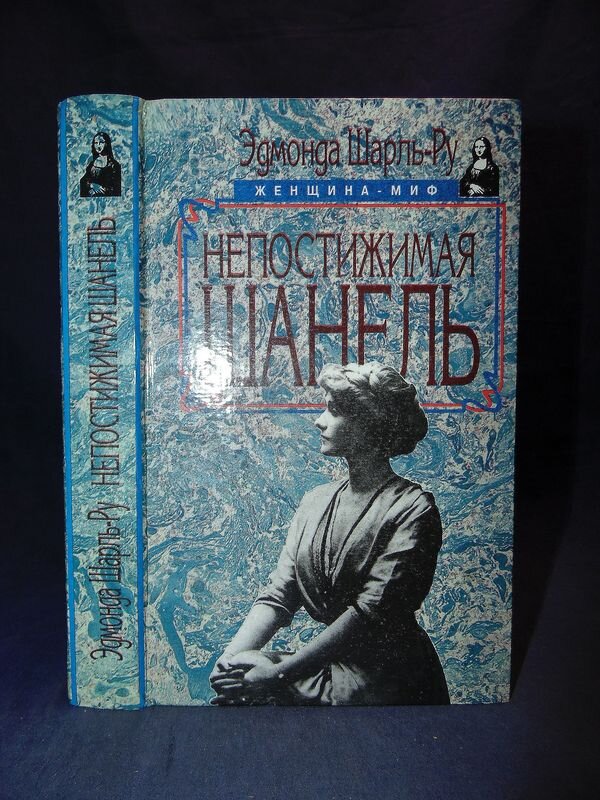 Эдмонда Шарль-Ру
ЖЕНЩИНА-МИФ
НЕПОСТИЖИМАЯ
ШАНЕЛЬ
Эдмонда Шарль-Ру НЕПОСТИЖИМАЯ ШАНЕЛЬ